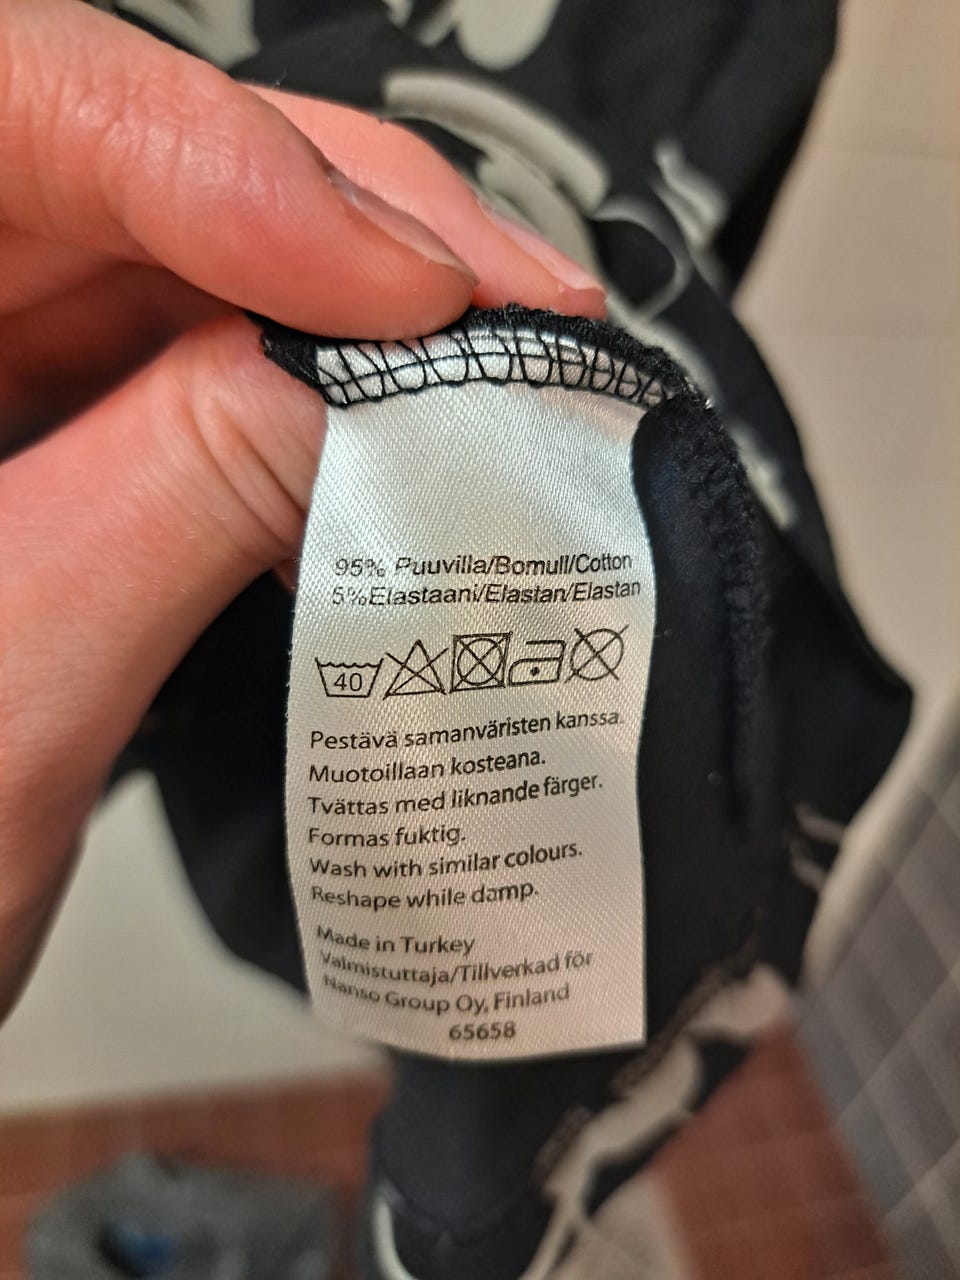 95% Puuvilla/Bomull/Cotton
5%Elastaani/Elastan/Elastan
40
Pestävä samanväristen kanssa.
Muotoillaan kosteana.
Tvättas med liknande färger.
Formas fuktig.
Wash with similar colours.
Reshape while damp.
Made in Turkey
Valmistuttaja/Tillverkad för
Nanso Group Oy, Finland
65658